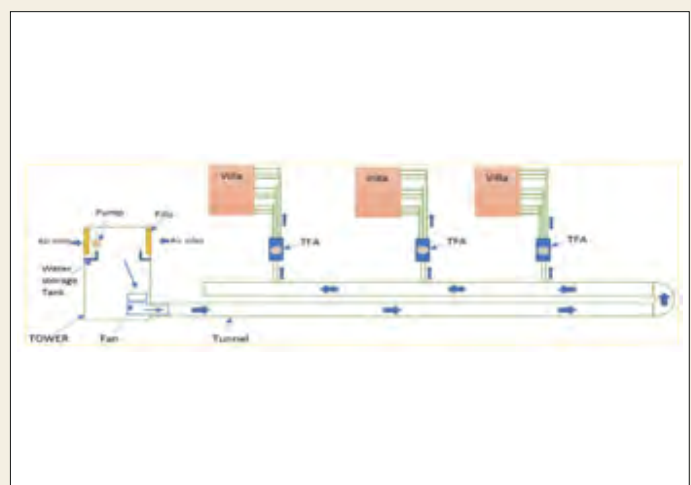 Villa
Villa
Villa
Pump
Fills
Air inlet
Air inlet
TFA
TFA
TFA
Water
storage
Tank
TOWER
Fan
Tunnel